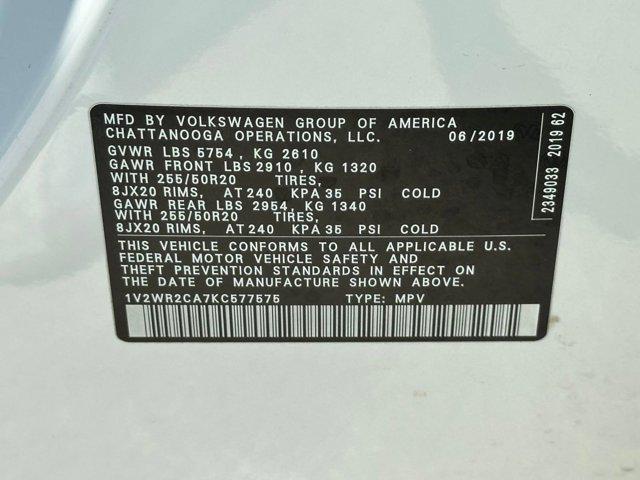 MFD BY VOLKSWAGEN GROUP OF AMERICA
CHATTANOOGA OPERATIONS, LLC. 06/2019
GVWR LBS 5754 , KG 2610
GAWR FRONT LBS 2910 , KG 1320
WITH 255/50R20 TIRES,
8JX20 RIMS, AT 240 KPA 35 PSI COLD
GAWR REAR LBS 2954, KG 1340
WITH 255/50R20 TIRES,
8JX20 RIMS, AT 240 KPA 35 PSI COLD
THIS VEHICLE CONFORMS TO ALL APPLICABLE U.S.
FEDERAL MOTOR VEHICLE SAFETY AND
THEFT PREVENTION STANDARDS IN EFFECT ON
THE DATE OF MANUFACTURE SHOWN ABOVE.
1V2WR2CA7KC577575 TYPE: MPV
2349033 2019 62